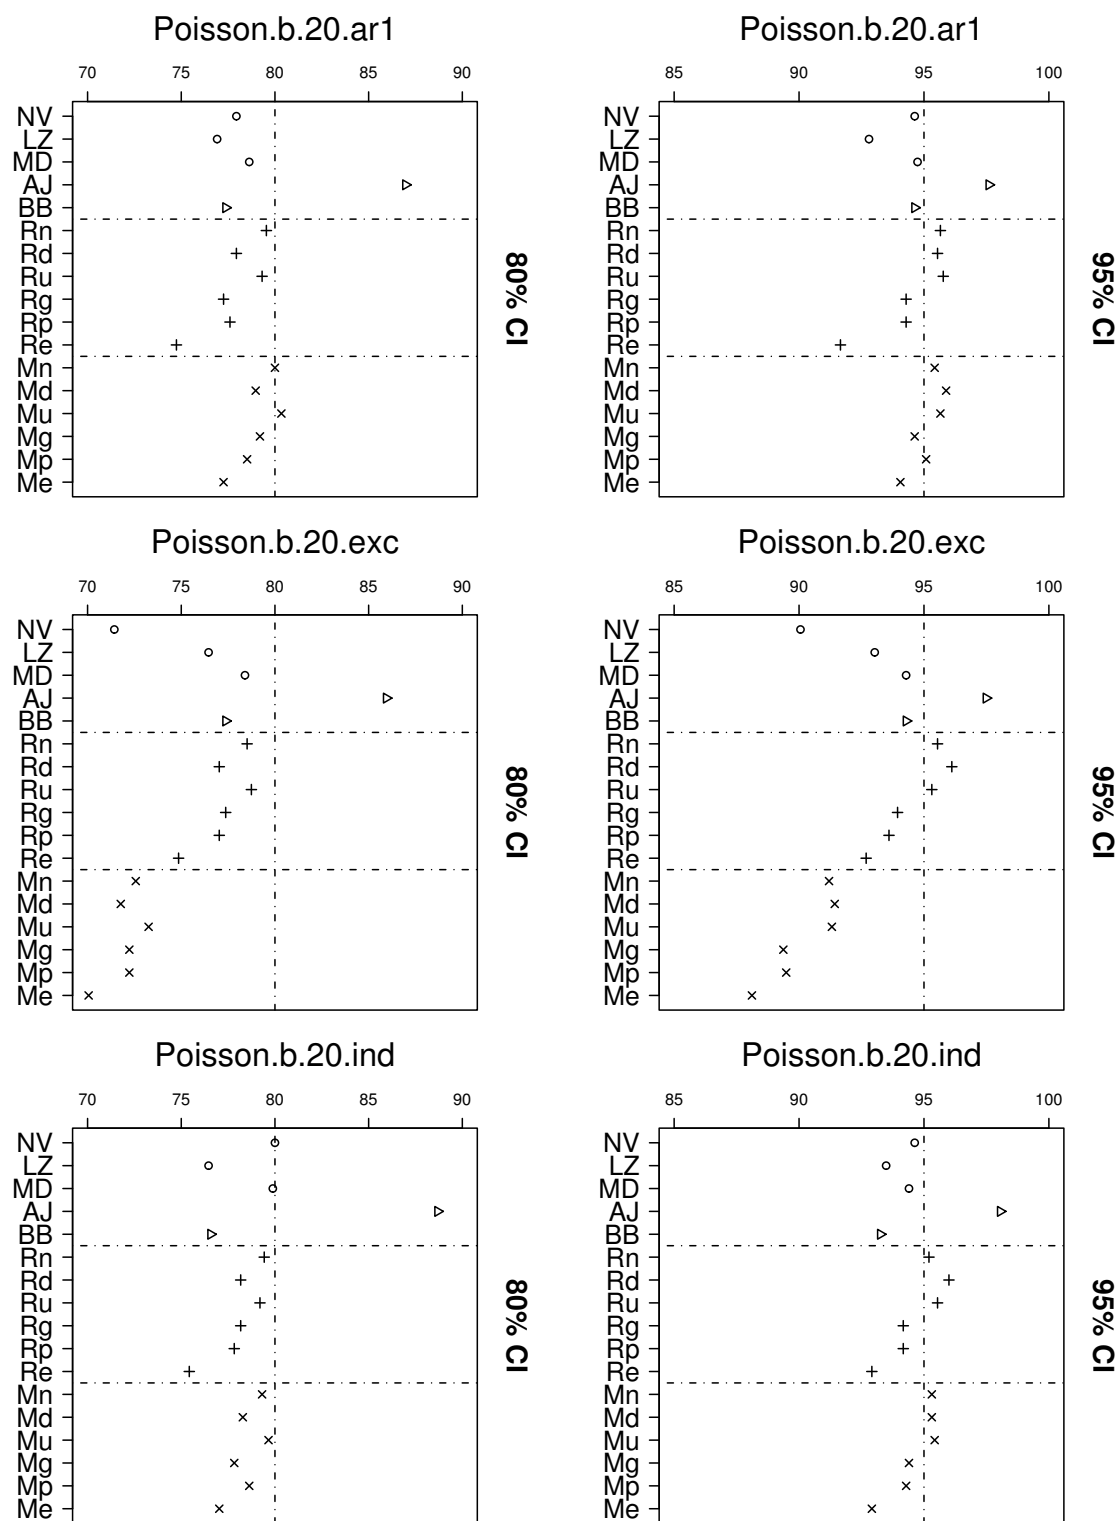 Poisson.b.20.ar1
70 75 80 85 90
NV
LZ
MD
AJ
BB
Rn
Rd
Ru
Rg
Rp
Re
Mn
Md
Mu
Mg
Mp
Me
80% CI
Poisson.b.20.ar1
85 90 95 100
NV
LZ
MD
AJ
BB
Rn
Rd
Ru
Rg
Rp
Re
Mn
Md
Mu
Mg
Mp
Me
95% CI
Poisson.b.20.exc
70 75 80 85 90
NV
LZ
MD
AJ
BB
Rn
Rd
Ru
Rg
Rp
Re
Mn
Md
Mu
Mg
Mp
Me
80% CI
Poisson.b.20.exc
85 90 95 100
NV
LZ
MD
AJ
BB
Rn
Rd
Ru
Rg
Rp
Re
Mn
Md
Mu
Mg
Mp
Me
95% CI
Poisson.b.20.ind
70 75 80 85 90
NV
LZ
MD
AJ
BB
Rn
Rd
Ru
Rg
Rp
Re
Mn
Md
Mu
Mg
Mp
Me
80% CI
Poisson.b.20.ind
85 90 95 100
NV
LZ
MD
AJ
BB
Rn
Rd
Ru
Rg
Rp
Re
Mn
Md
Mu
Mg
Mp
Me
95% CI